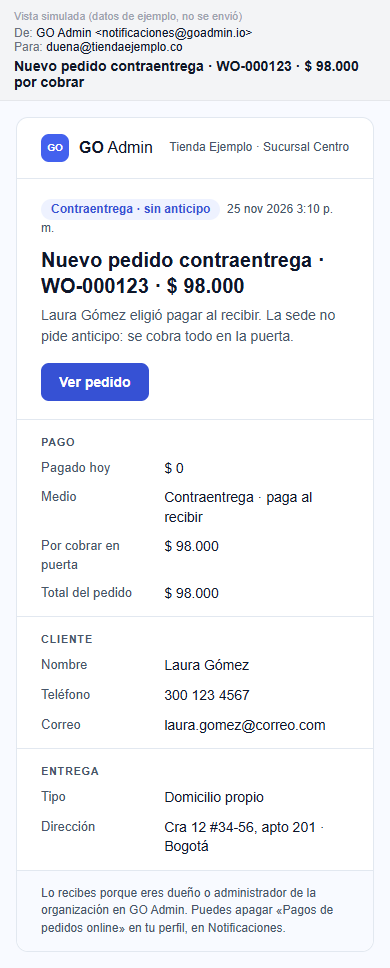 Vista simulada (datos de ejemplo, no se envió)
De: GO Admin <notificaciones@goadmin.io>
Para: duena@tiendaejemplo.co
Nuevo pedido contraentrega · WO-000123 · $ 98.000
por cobrar
GO GO Admin Tienda Ejemplo · Sucursal Centro
Contraentrega · sin anticipo 25 nov 2026 3:10 p.
m.
Nuevo pedido contraentrega ·
WO-000123 · $ 98.000
Laura Gómez eligió pagar al recibir. La sede no
pide anticipo: se cobra todo en la puerta.
Ver pedido
PAGO
Pagado hoy $ 0
Medio Contraentrega · paga al
recibir
Por cobrar en $ 98.000
puerta
Total del pedido $ 98.000
CLIENTE
Nombre Laura Gómez
Teléfono 300 123 4567
Correo laura.gomez@correo.com
ENTREGA
Tipo Domicilio propio
Dirección Cra 12 #34-56, apto 201 ·
Bogotá
Lo recibes porque eres dueño o administrador de la
organización en GO Admin. Puedes apagar «Pagos de
pedidos online» en tu perfil, en Notificaciones.